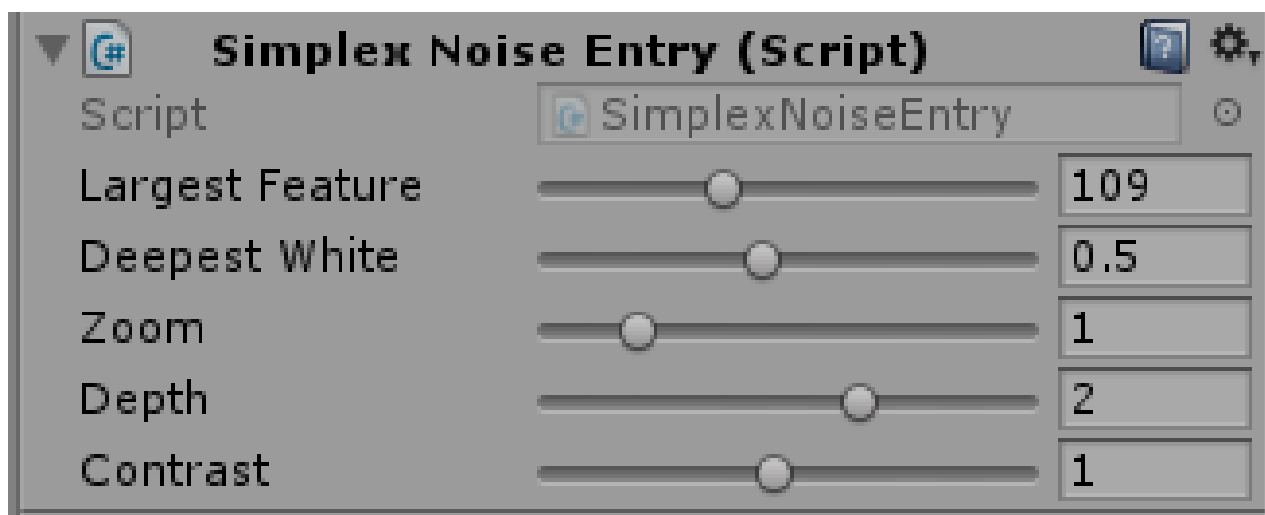 Simplex Noise Entry (Script)
Script SimplexNoiseEntry
Largest Feature 109
Deepest White 0.5
Zoom 1
Depth 2
Contrast 1